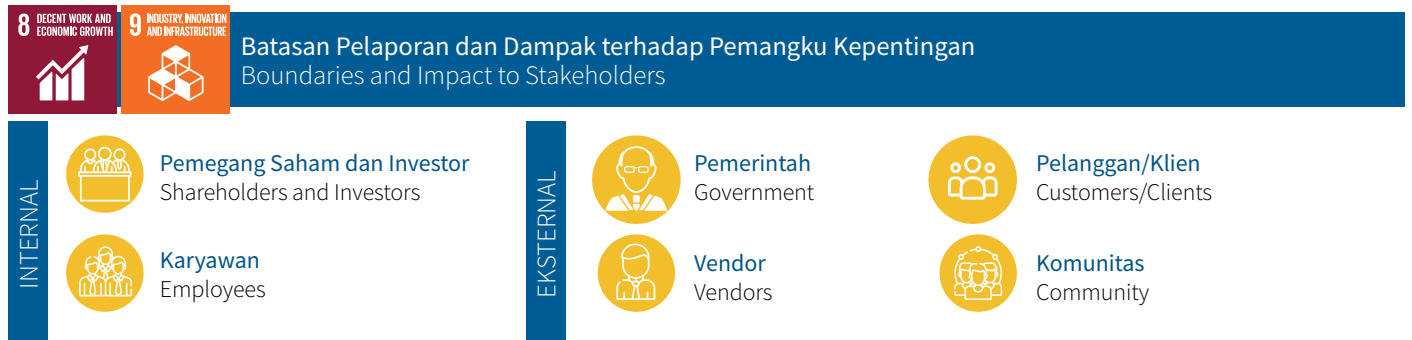 8 DECENT WORK AND
ECONOMIC GROWTH
9 INDUSTRY, INNOVATION
AND INFRASTRUCTURE
Batasan Pelaporan dan Dampak terhadap Pemangku Kepentingan
Boundaries and Impact to Stakeholders
INTERNAL
Pemegang Saham dan Investor
Shareholders and Investors
Karyawan
Employees
EKSTERNAL
Pemerintah
Government
Vendor
Vendors
Pelanggan/Klien
Customers/Clients
Komunitas
Community